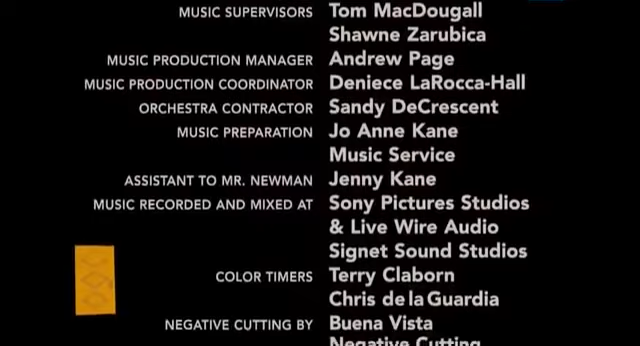 MUSIC SUPERVISORS Tom MacDougall
Shawne Zarubica
MUSIC PRODUCTION MANAGER Andrew Page
MUSIC PRODUCTION COORDINATOR Deniece LaRocca-Hall
ORCHESTRA CONTRACTOR Sandy DeCrescent
MUSIC PREPARATION Jo Anne Kane
Music Service
ASSISTANT TO MR. NEWMAN Jenny Kane
MUSIC RECORDED AND MIXED AT Sony Pictures Studios
& Live Wire Audio
Signet Sound Studios
COLOR TIMERS Terry Claborn
Chris de la Guardia
NEGATIVE CUTTING BY Buena Vista
Negative Cutting